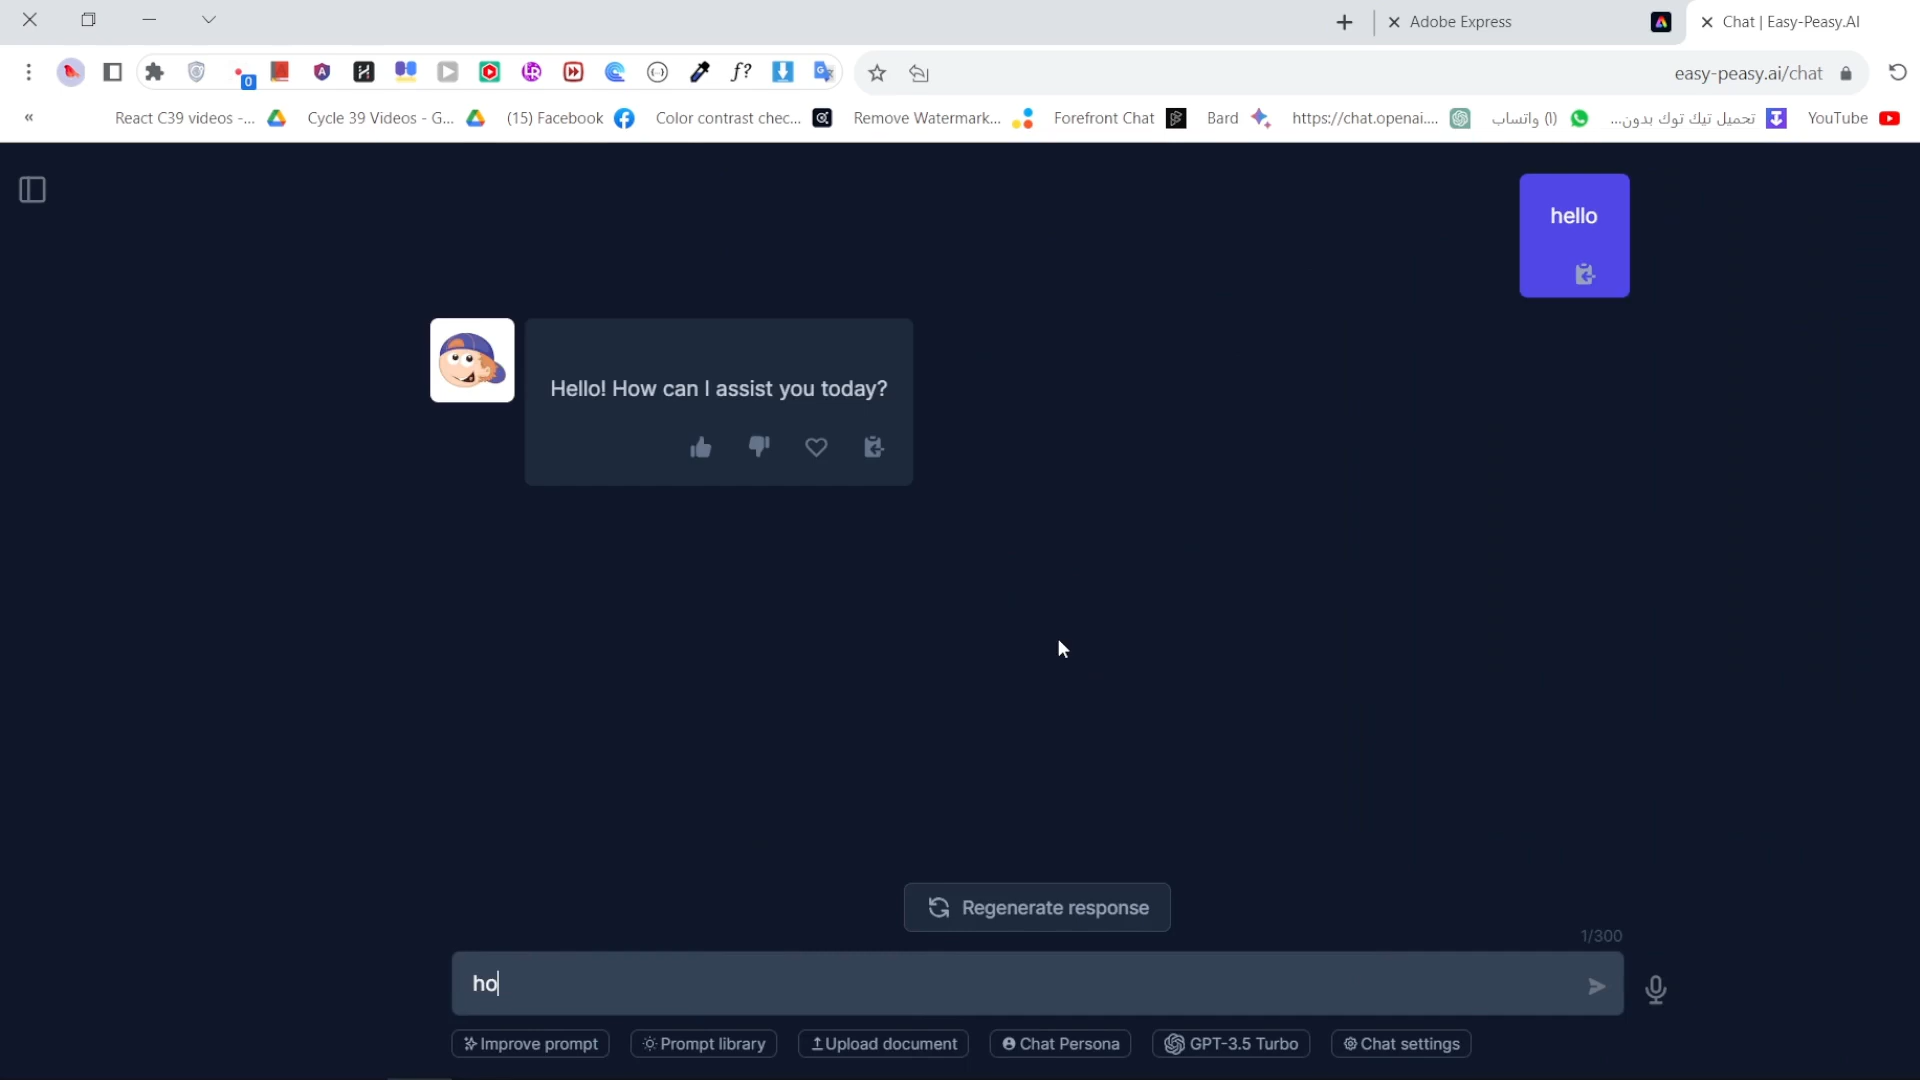 Adobe Express
Chat | Easy-Peasy.AI
0
A
f?
easy-peasy.ai/chat
«
React C39 videos -...
Cycle 39 Videos - G...
(15) Facebook
Color contrast chec...
Remove Watermark...
Forefront Chat
Bard
https://chat.openai....
(1) واتساب
تحميل تيك توك بدون...
YouTube
hello
Hello! How can I assist you today?
Regenerate response
1/300
ho
Improve prompt
Prompt library
Upload document
Chat Persona
GPT-3.5 Turbo
Chat settings